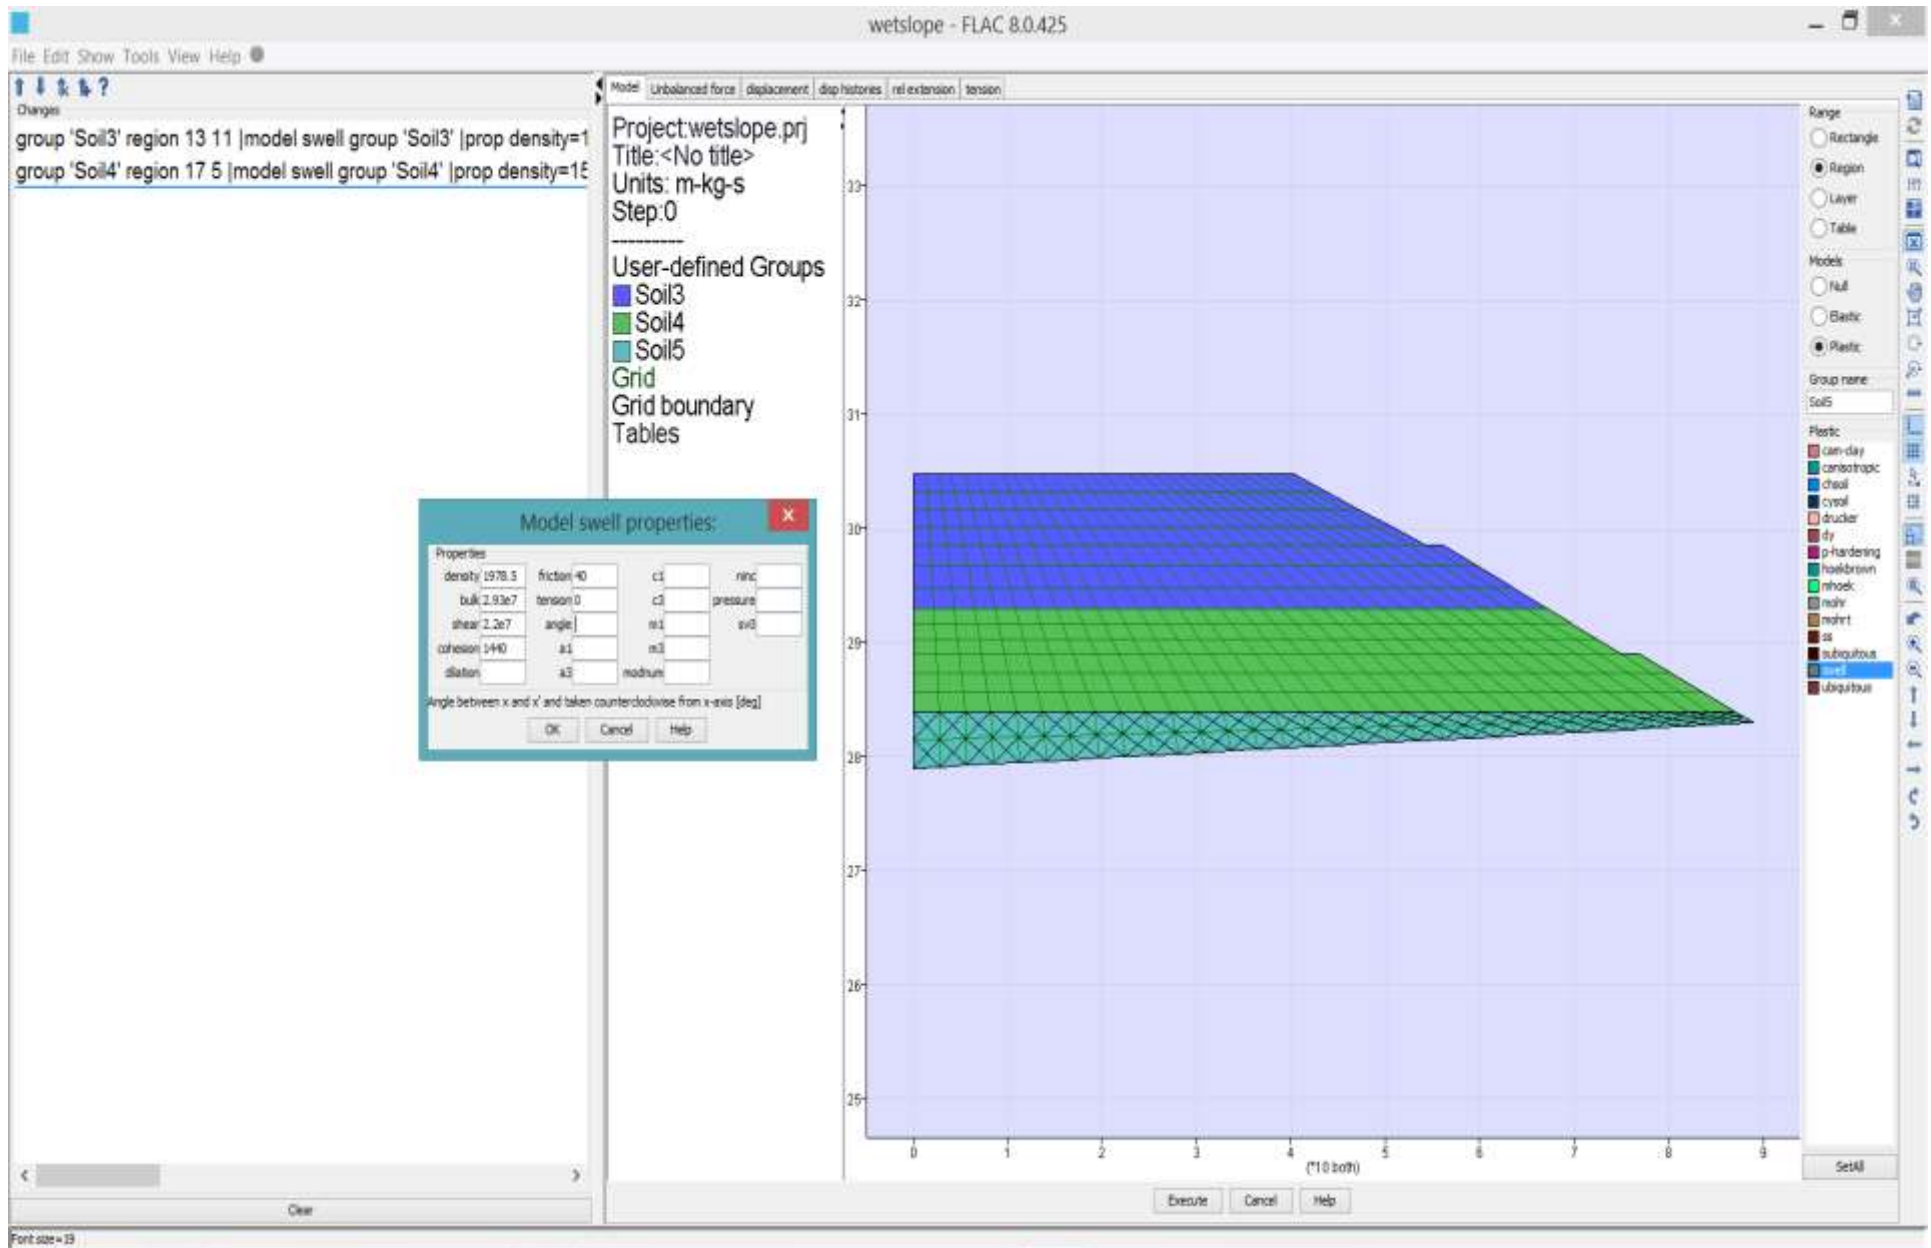 wetslope - FLAC 8.0.425
File Edit Show Tools View Help
Changes
group 'Soil3' region 13 11 |model swell group 'Soil3' |prop density=1
group 'Soil4' region 17 5 |model swell group 'Soil4' |prop density=15
Clear
Font size=19
Model Unbalanced force displacement disp histories rel extension tension
Project:wetslope.prj
Title:<No title>
Units: m-kg-s
Step:0
---------
User-defined Groups
Soil3
Soil4
Soil5
Grid
Grid boundary
Tables
Model swell properties:
X
Properties
density 1978.5 friction 40 c1 ninc
bulk 2.93e7 tension 0 c3 pressure
shear 2.2e7 angle m1 sv0
cohesion 1440 a1 m3
dilation a3 modnum
Angle between x and x' and taken counterclockwise from x-axis [deg]
OK Cancel Help
33
32
31
30
29
28
27
26
25
0 1 2 3 4 5 6 7 8 9
(*10 both)
Execute Cancel Help
Range
Rectangle
Region
Layer
Table
Models
Null
Elastic
Plastic
Group name
Soil5
Plastic
cam-clay
canisotropic
chsoil
cysoil
drucker
dy
p-hardening
hoekbrown
mhoek
mohr
mohrt
ss
subiquitous
swell
ubiquitous
SetAll